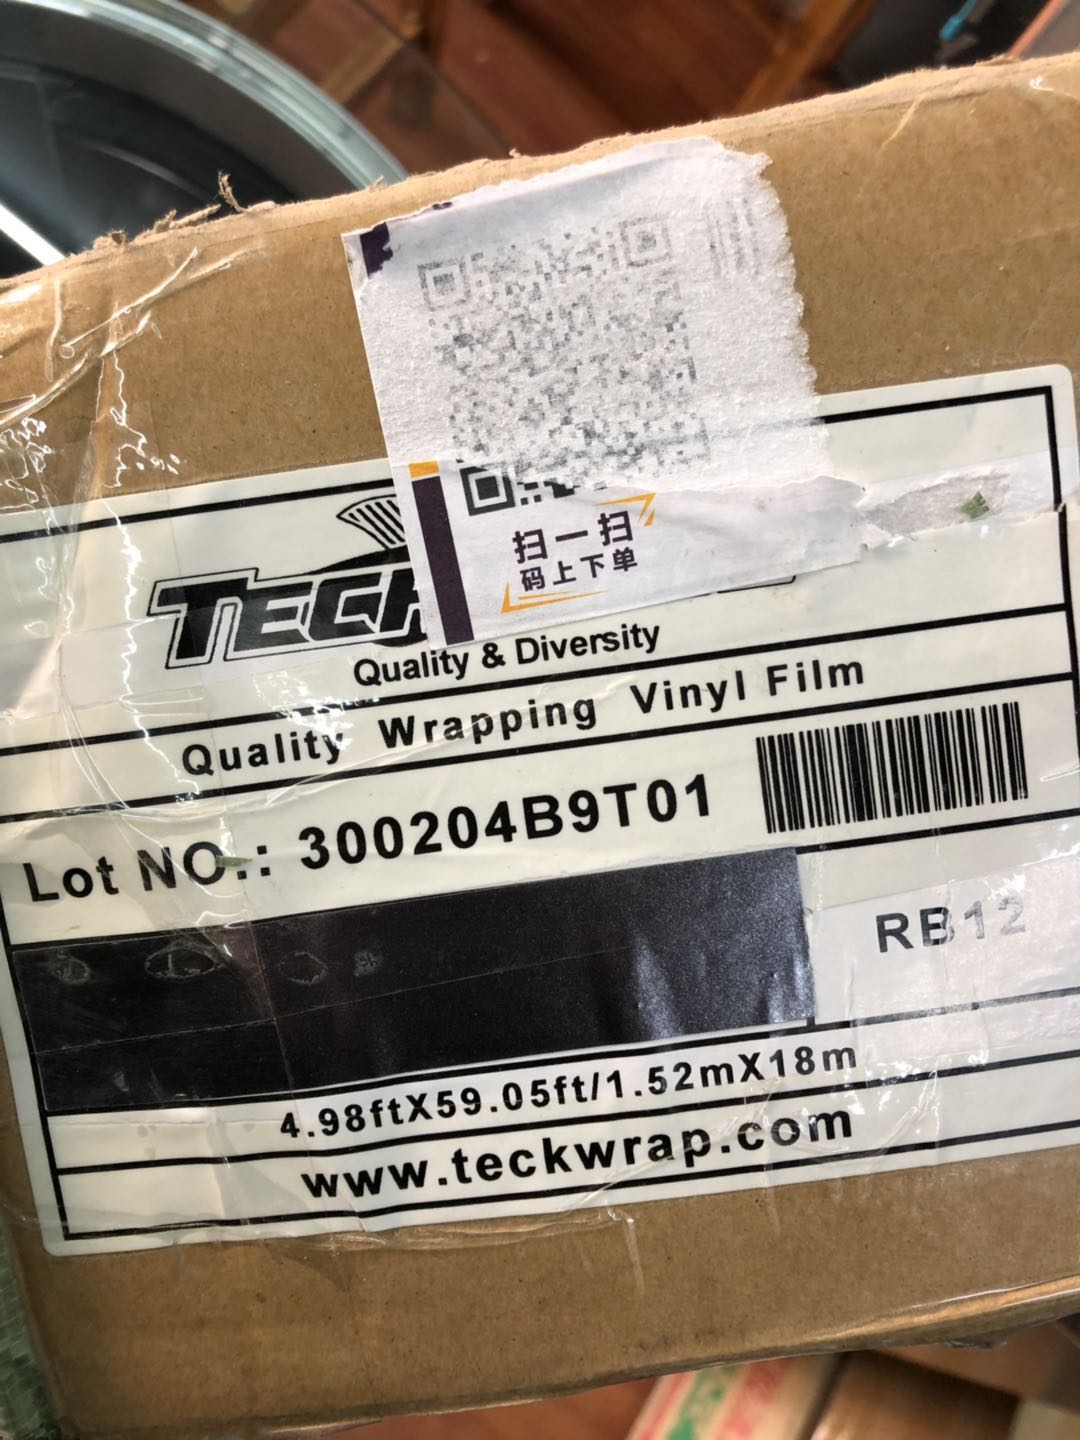 扫一扫
码上下单
TECK
Quality & Diversity
Quality Wrapping Vinyl Film
Lot NO.: 300204B9T01
RB12
4.98ftX59.05ft/1.52mX18m
www.teckwrap.com